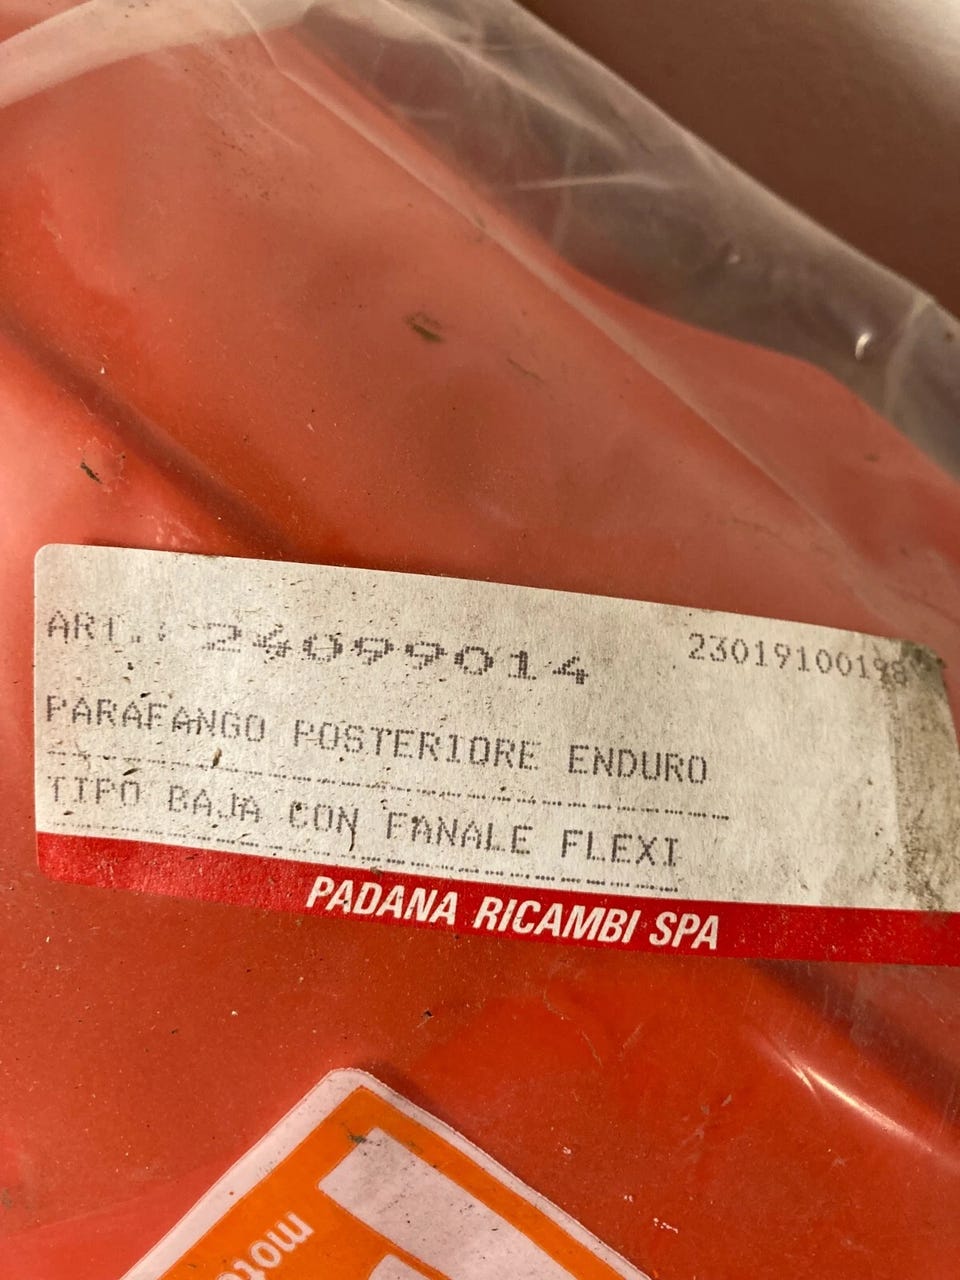 ART.: 24099014 23019100198
PARAFANGO POSTERIORE ENDURO
TIPO BAJA CON FANALE FLEXI
PADANA RICAMBI SPA